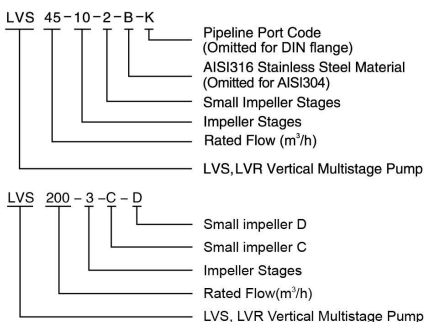 LVS 45-10-2-B-K
Pipeline Port Code
(Omitted for DIN flange)
AISI316 Stainless Steel Material
(Omitted for AISI304)
Small Impeller Stages
Impeller Stages
Rated Flow (m³/h)
LVS,LVR Vertical Multistage Pump
LVS 200-3-C-D
Small impeller D
Small impeller C
Impeller Stages
Rated Flow(m³/h)
LVS, LVR Vertical Multistage Pump